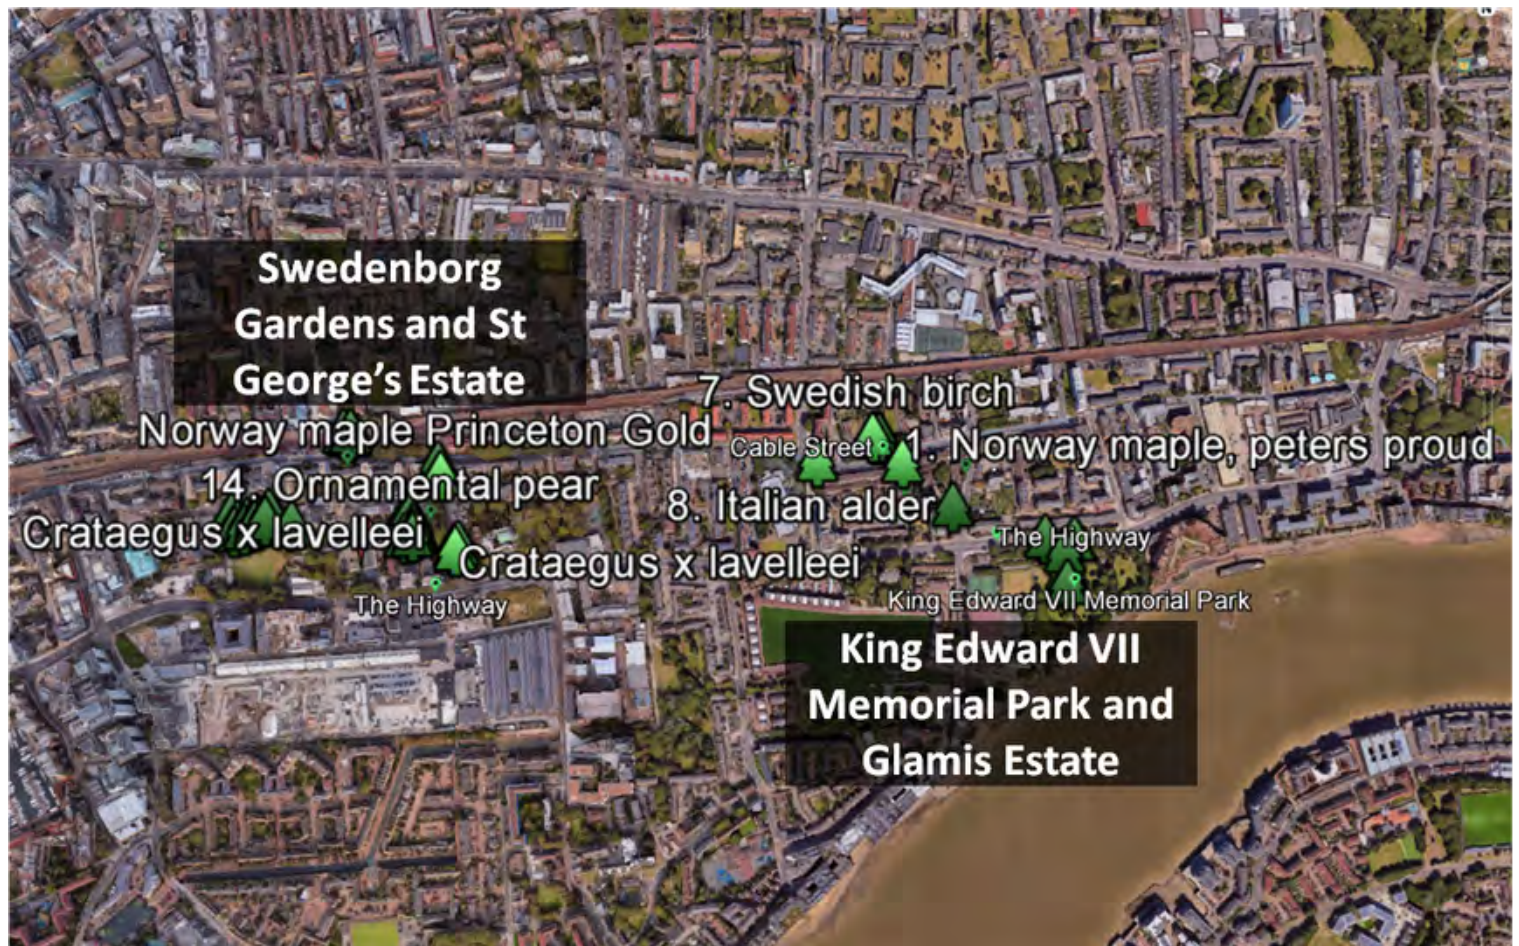 Swedenborg
Gardens and St
George's Estate
7. Swedish birch
Norway maple Princeton Gold
Cable Street
1. Norway maple, peters proud
14. Ornamental pear
8. Italian alder
Crataegus x lavelleei
The Highway
Crataegus x lavelleei
The Highway
King Edward VII Memorial Park
King Edward VII
Memorial Park and
Glamis Estate